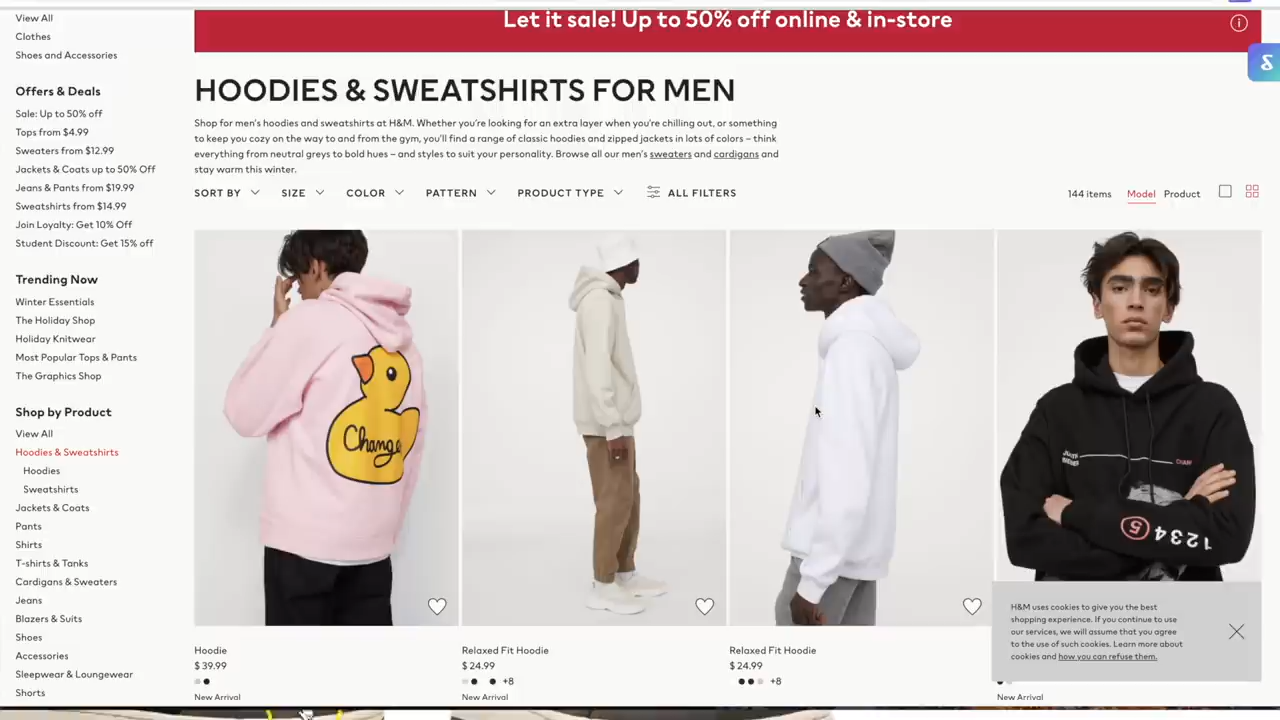 View All
Clothes
Shoes and Accessories
Offers & Deals
Sale: Up to 50% off
Tops from $4.99
Sweaters from $12.99
Jackets & Coats up to 50% Off
Jeans & Pants from $19.99
Sweatshirts from $14.99
Join Loyalty: Get 10% Off
Student Discount: Get 15% off
Trending Now
Winter Essentials
The Holiday Shop
Holiday Knitwear
Most Popular Tops & Pants
The Graphics Shop
Shop by Product
View All
Hoodies & Sweatshirts
Hoodies
Sweatshirts
Jackets & Coats
Pants
Shirts
T-shirts & Tanks
Cardigans & Sweaters
Jeans
Blazers & Suits
Shoes
Accessories
Sleepwear & Loungewear
Shorts
Let it sale! Up to 50% off online & in-store
HOODIES & SWEATSHIRTS FOR MEN
Shop for men's hoodies and sweatshirts at H&M. Whether you're looking for an extra layer when you're chilling out, or something
to keep you cozy on the way to and from the gym, you'll find a range of classic hoodies and zipped jackets in lots of colors – think
everything from neutral greys to bold hues – and styles to suit your personality. Browse all our men's sweaters and cardigans and
stay warm this winter.
SORT BY SIZE COLOR PATTERN PRODUCT TYPE ALL FILTERS
144 items Model Product
Change
5 4 3 2 1
Hoodie
$ 39.99
New Arrival
Relaxed Fit Hoodie
$ 24.99
+8
New Arrival
Relaxed Fit Hoodie
$ 24.99
+8
H&M uses cookies to give you the best
shopping experience. If you continue to use
our services, we will assume that you agree
to the use of such cookies. Learn more about
cookies and how you can refuse them.
New Arrival